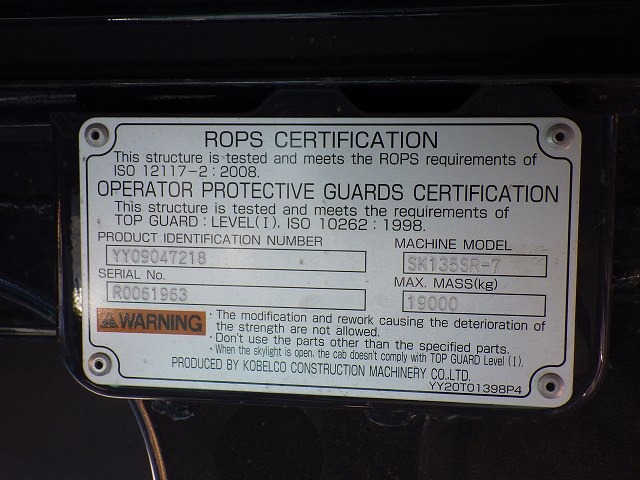 ROPS CERTIFICATION
This structure is tested and meets the ROPS requirements of
ISO 12117-2 : 2008.
OPERATOR PROTECTIVE GUARDS CERTIFICATION
This structure is tested and meets the requirements of
TOP GUARD : LEVEL(I), ISO 10262 : 1998.
PRODUCT IDENTIFICATION NUMBER
YY09047218
SERIAL No.
R0061963
MACHINE MODEL
SK135SR-7
MAX. MASS(kg)
19000
WARNING
· The modification and rework causing the deterioration of
the strength are not allowed.
· Don't use the parts other than the specified parts.
· When the skylight is open, the cab doesn't comply with TOP GUARD Level (I).
PRODUCED BY KOBELCO CONSTRUCTION MACHINERY CO.,LTD.
YY20T01398P4